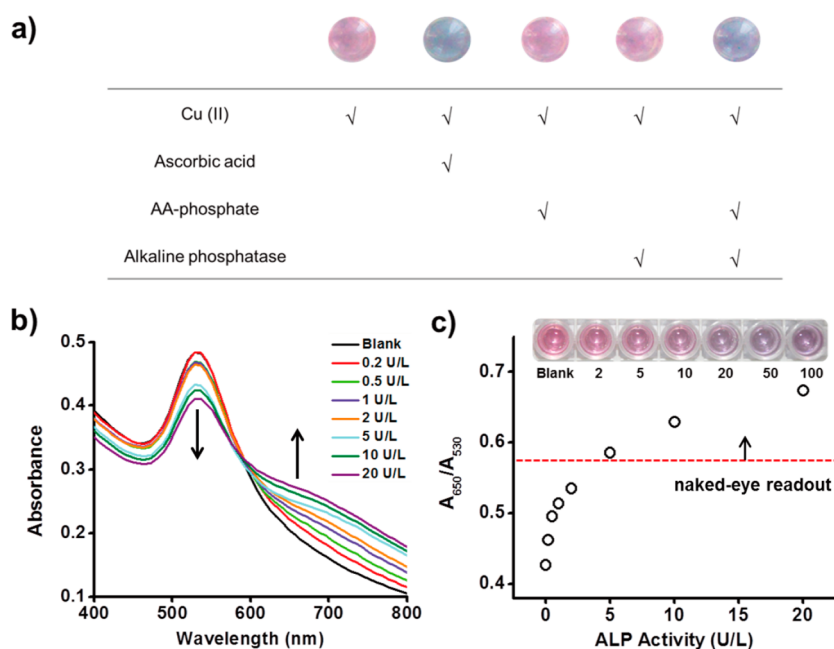 a)
Cu (II) √ √ √ √ √
Ascorbic acid √
AA-phosphate √ √
Alkaline phosphatase √ √
b)
0.5
0.4
0.3
0.2
0.1
Absorbance
400 500 600 700 800
Wavelength (nm)
Blank
0.2 U/L
0.5 U/L
1 U/L
2 U/L
5 U/L
10 U/L
20 U/L
c)
Blank 2 5 10 20 50 100
0.7
0.6
0.5
0.4
A650/A530
naked-eye readout
0 5 10 15 20
ALP Activity (U/L)